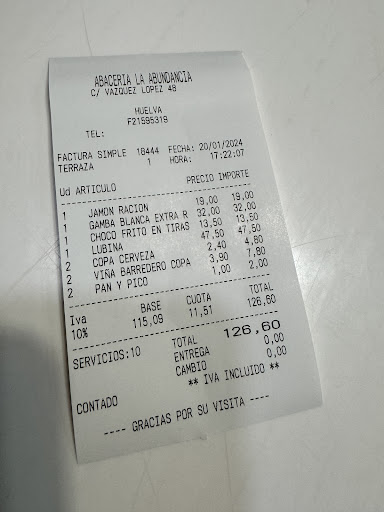 ABACERIA LA ABUNDANCIA
C/ VAZQUEZ LOPEZ 48
HUELVA
F21595319
TEL:
FACTURA SIMPLE 18444 FECHA: 20/01/2024
TERRAZA 1 HORA: 17:22:07
Ud ARTICULO PRECIO IMPORTE
1 JAMON RACION 19,00 19,00
1 GAMBA BLANCA EXTRA R 32,00 32,00
1 CHOCO FRITO EN TIRAS 13,50 13,50
1 LUBINA 47,50 47,50
2 COPA CERVEZA 2,40 4,80
2 VIÑA BARREDERO COPA 3,90 7,80
2 PAN Y PICO 1,00 2,00
Iva BASE CUOTA TOTAL
10% 115,09 11,51 126,60
SERVICIOS:10 TOTAL 126,60
ENTREGA 0,00
CAMBIO 0,00
** IVA INCLUIDO **
CONTADO
---- GRACIAS POR SU VISITA ----